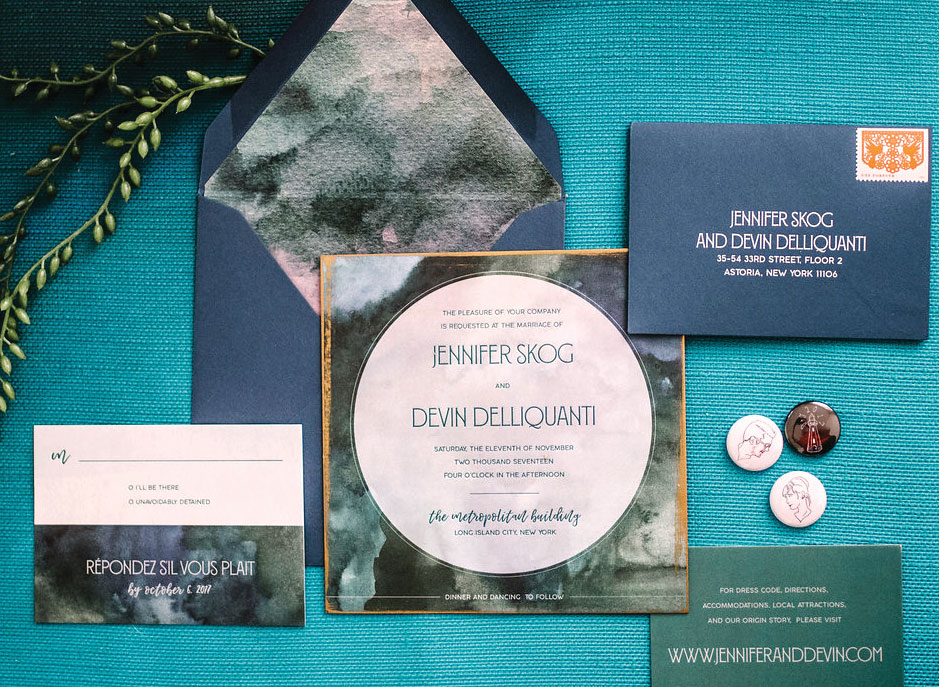 THE PLEASURE OF YOUR COMPANY
IS REQUESTED AT THE MARRIAGE OF
JENNIFER SKOG
AND
DEVIN DELLIQUANTI
SATURDAY, THE ELEVENTH OF NOVEMBER
TWO THOUSAND SEVENTEEN
FOUR O'CLOCK IN THE AFTERNOON
the metropolitan building
LONG ISLAND CITY, NEW YORK
DINNER AND DANCING TO FOLLOW
JENNIFER SKOG
AND DEVIN DELLIQUANTI
35-54 33RD STREET, FLOOR 2
ASTORIA, NEW YORK 11106
m
O I'LL BE THERE
O UNAVOIDABLY DETAINED
RÉPONDEZ SIL VOUS PLAIT
by october 6, 2017
FOR DRESS CODE, DIRECTIONS,
ACCOMMODATIONS, LOCAL ATTRACTIONS,
AND OUR ORIGIN STORY, PLEASE VISIT
WWW.JENNIFERANDDEVIN.COM